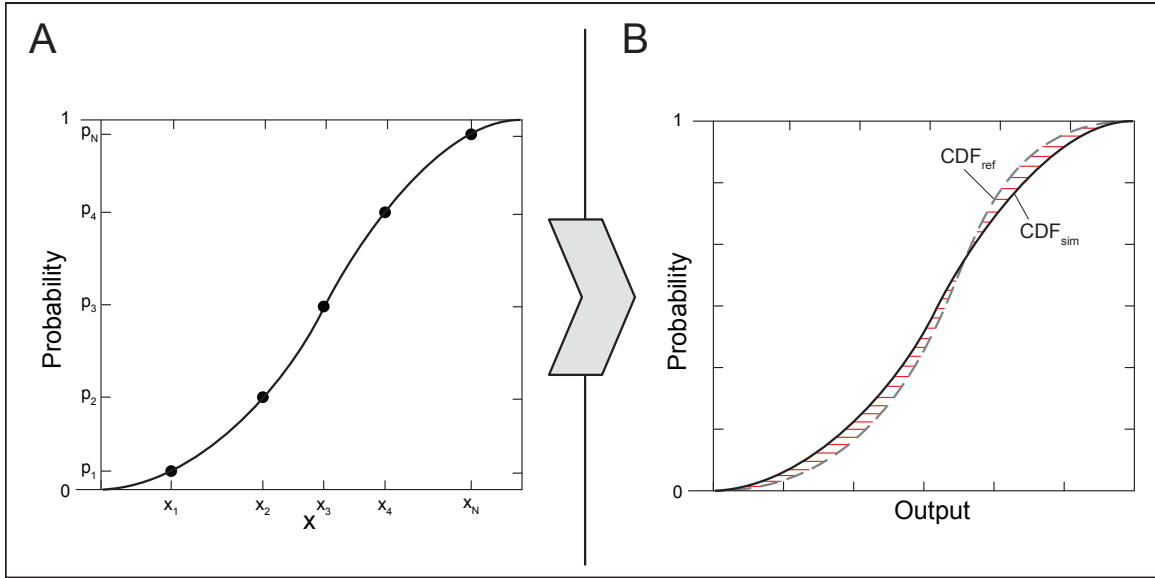 A
B
1
p_N
p_4
p_3
p_2
p_1
0
Probability
x_1
x_2
x_3
x_4
x_N
x
1
CDF_ref
CDF_sim
0
Probability
Output